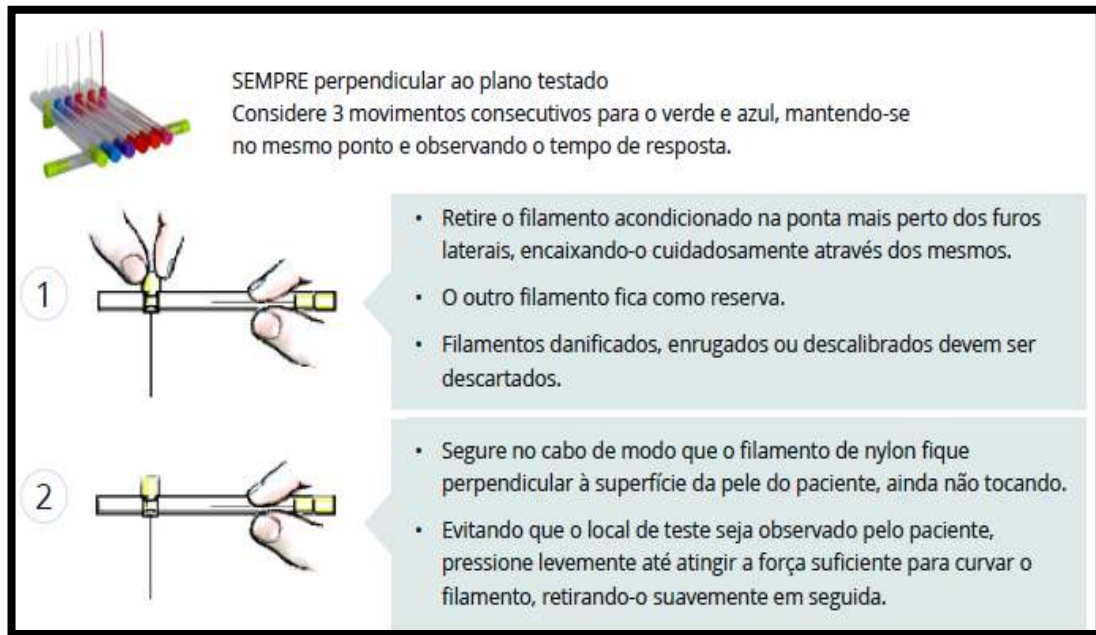 SEMPRE perpendicular ao plano testado
Considere 3 movimentos consecutivos para o verde e azul, mantendo-se
no mesmo ponto e observando o tempo de resposta.
1
• Retire o filamento acondicionado na ponta mais perto dos furos
laterais, encaixando-o cuidadosamente através dos mesmos.
• O outro filamento fica como reserva.
• Filamentos danificados, enrugados ou descalibrados devem ser
descartados.
2
• Segure no cabo de modo que o filamento de nylon fique
perpendicular à superfície da pele do paciente, ainda não tocando.
• Evitando que o local de teste seja observado pelo paciente,
pressione levemente até atingir a força suficiente para curvar o
filamento, retirando-o suavemente em seguida.